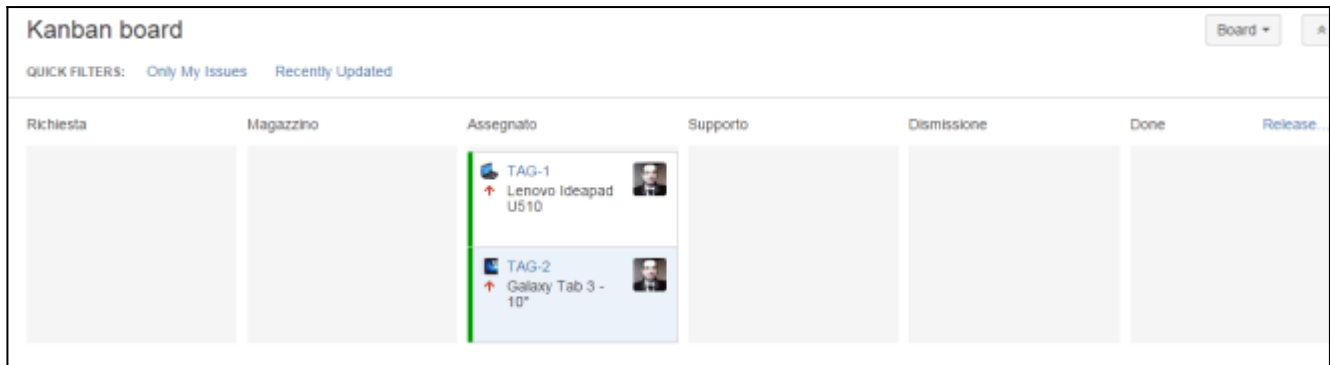 Kanban board
Board
QUICK FILTERS: Only My Issues Recently Updated
Richiesta Magazzino Assegnato Supporto Dismissione Done Release...
TAG-1
Lenovo Ideapad
U510
TAG-2
Galaxy Tab 3 -
10"